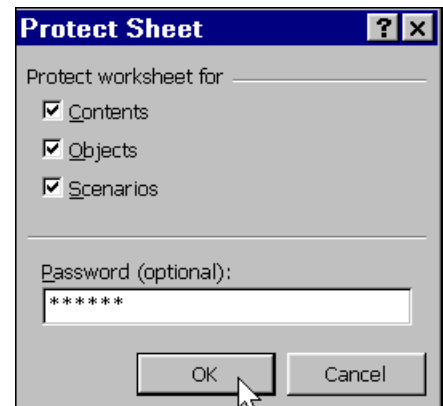 Protect Sheet ? ×
Protect worksheet for
Contents
Objects
Scenarios
Password (optional):
******
OK Cancel